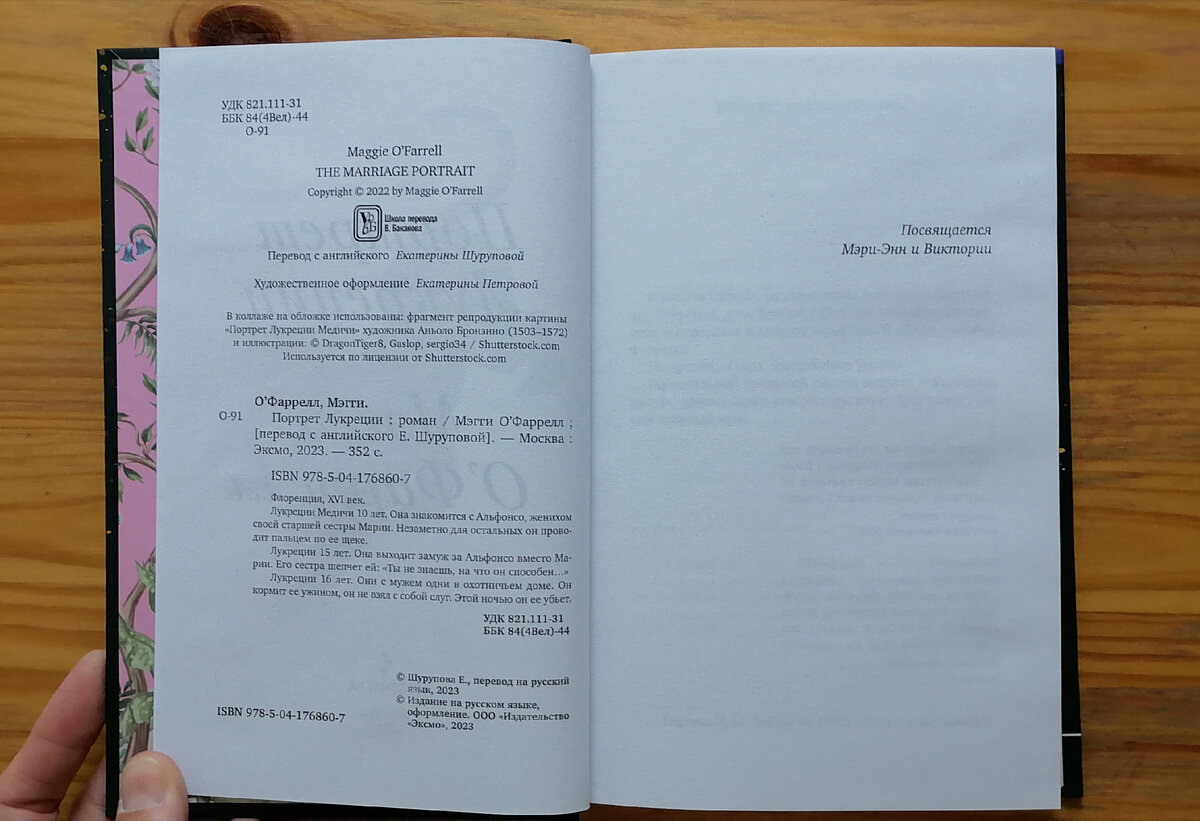 УДК 821.111-31
ББК 84(4Вел)-44
О-91
Maggie O’Farrell
THE MARRIAGE PORTRAIT
Copyright © 2022 by Maggie O’Farrell
Школа перевода
В. Баканова
Перевод с английского Екатерины Шуруповой
Художественное оформление Екатерины Петровой
В коллаже на обложке использованы: фрагмент репродукции картины
«Портрет Лукреции Медичи» художника Аньоло Бронзино (1503–1572)
и иллюстрации: © DragonTiger8, Gaslop, sergio34 / Shutterstock.com
Используется по лицензии от Shutterstock.com
О’Фаррелл, Мэгги.
О-91 Портрет Лукреции : роман / Мэгги О’Фаррелл ;
[перевод с английского Е. Шуруповой]. — Москва :
Эксмо, 2023. — 352 с.
ISBN 978-5-04-176860-7
Флоренция, XVI век.
Лукреции Медичи 10 лет. Она знакомится с Альфонсо, женихом
своей старшей сестры Марии. Незаметно для остальных он прово-
дит пальцем по ее щеке.
Лукреции 15 лет. Она выходит замуж за Альфонсо вместо Ма-
рии. Его сестра шепчет ей: «Ты не знаешь, на что он способен...»
Лукреции 16 лет. Они с мужем одни в охотничьем доме. Он
кормит ее ужином, он не взял с собой слуг. Этой ночью он ее убьет.
УДК 821.111-31
ББК 84(4Вел)-44
© Шурупова Е., перевод на русский
язык, 2023
© Издание на русском языке,
оформление. ООО «Издательство
«Эксмо», 2023
ISBN 978-5-04-176860-7
Посвящается
Мэри-Энн и Виктории